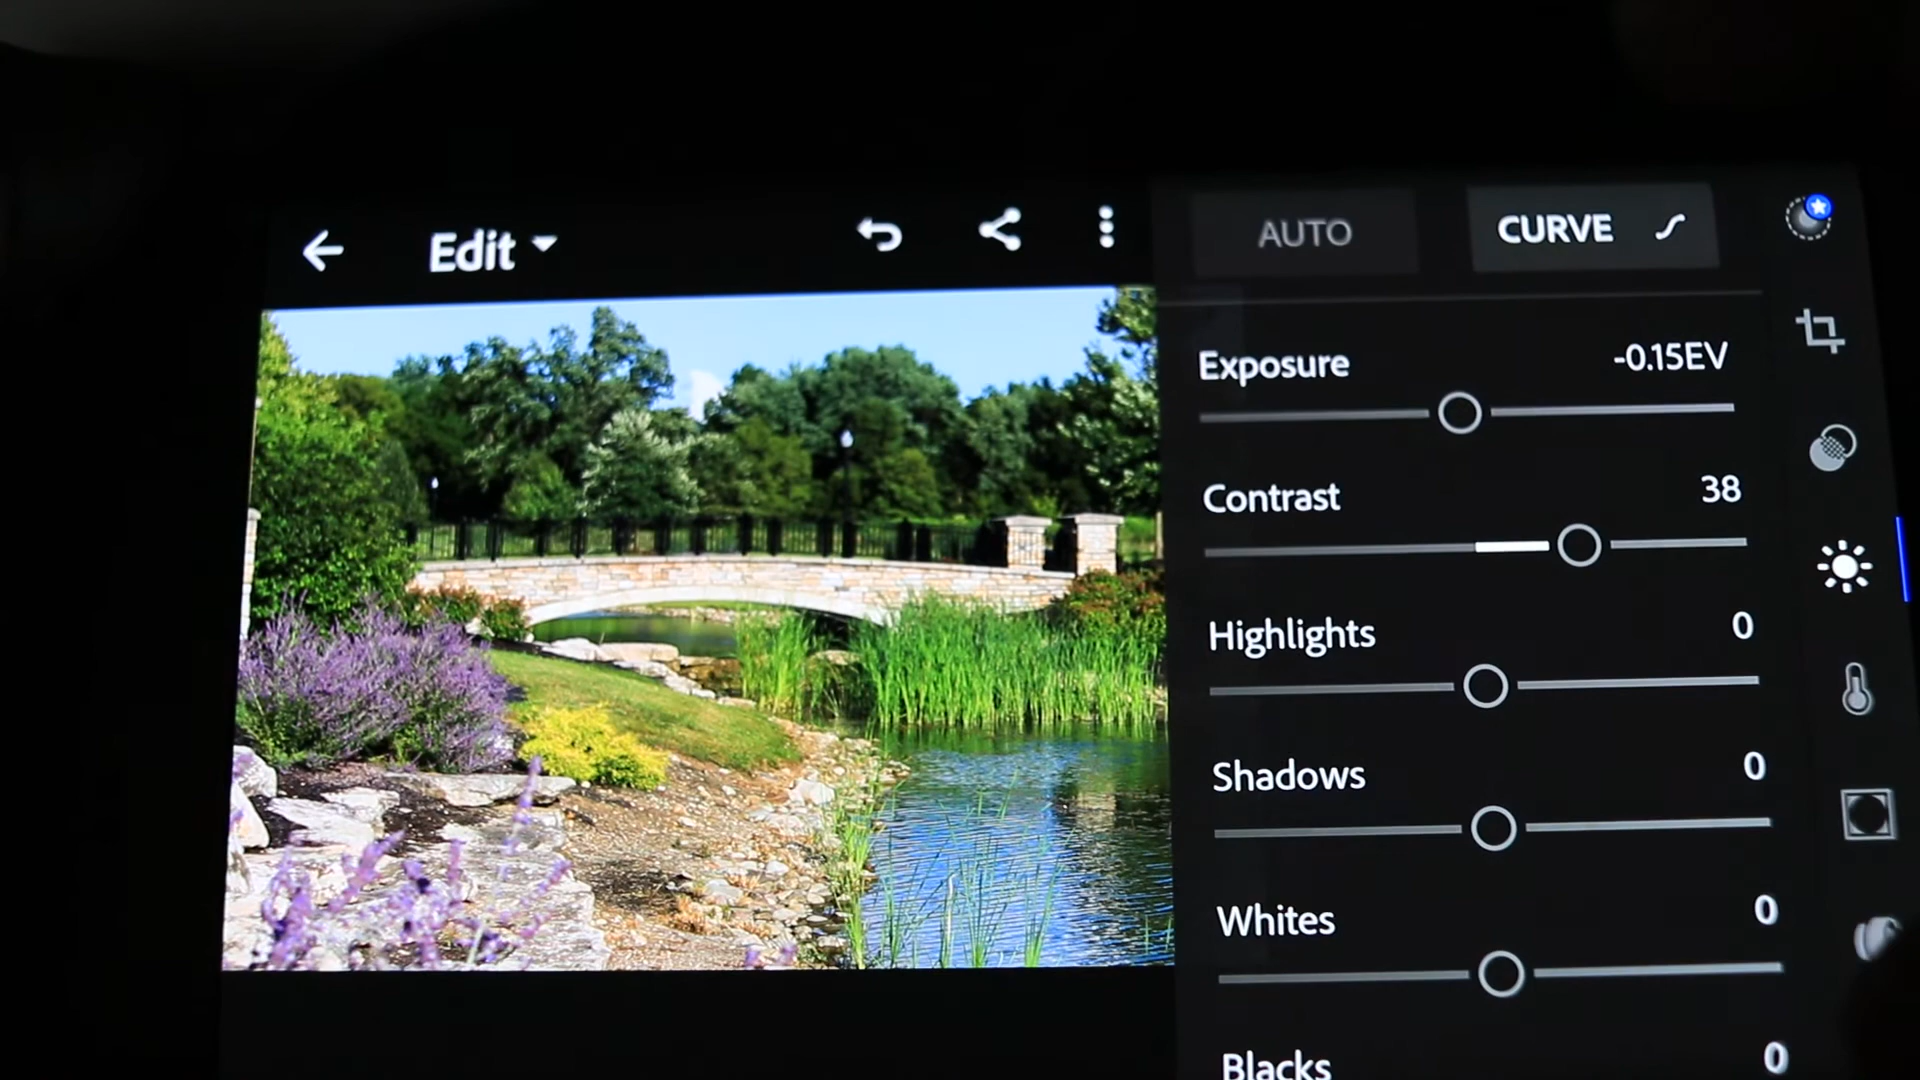 Edit
AUTO
CURVE
Exposure -0.15EV
Contrast 38
Highlights 0
Shadows 0
Whites 0
Blacks 0